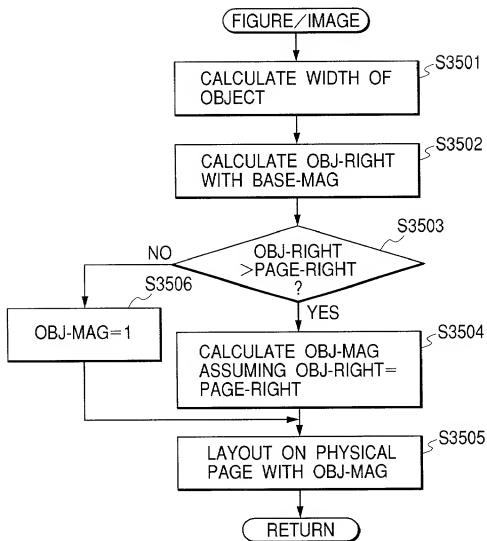 FIGURE/IMAGE
S3501
CALCULATE WIDTH OF
OBJECT
S3502
CALCULATE OBJ-RIGHT
WITH BASE-MAG
S3503
OBJ-RIGHT
>PAGE-RIGHT
?
NO
YES
S3506
OBJ-MAG=1
S3504
CALCULATE OBJ-MAG
ASSUMING OBJ-RIGHT=
PAGE-RIGHT
S3505
LAYOUT ON PHYSICAL
PAGE WITH OBJ-MAG
RETURN